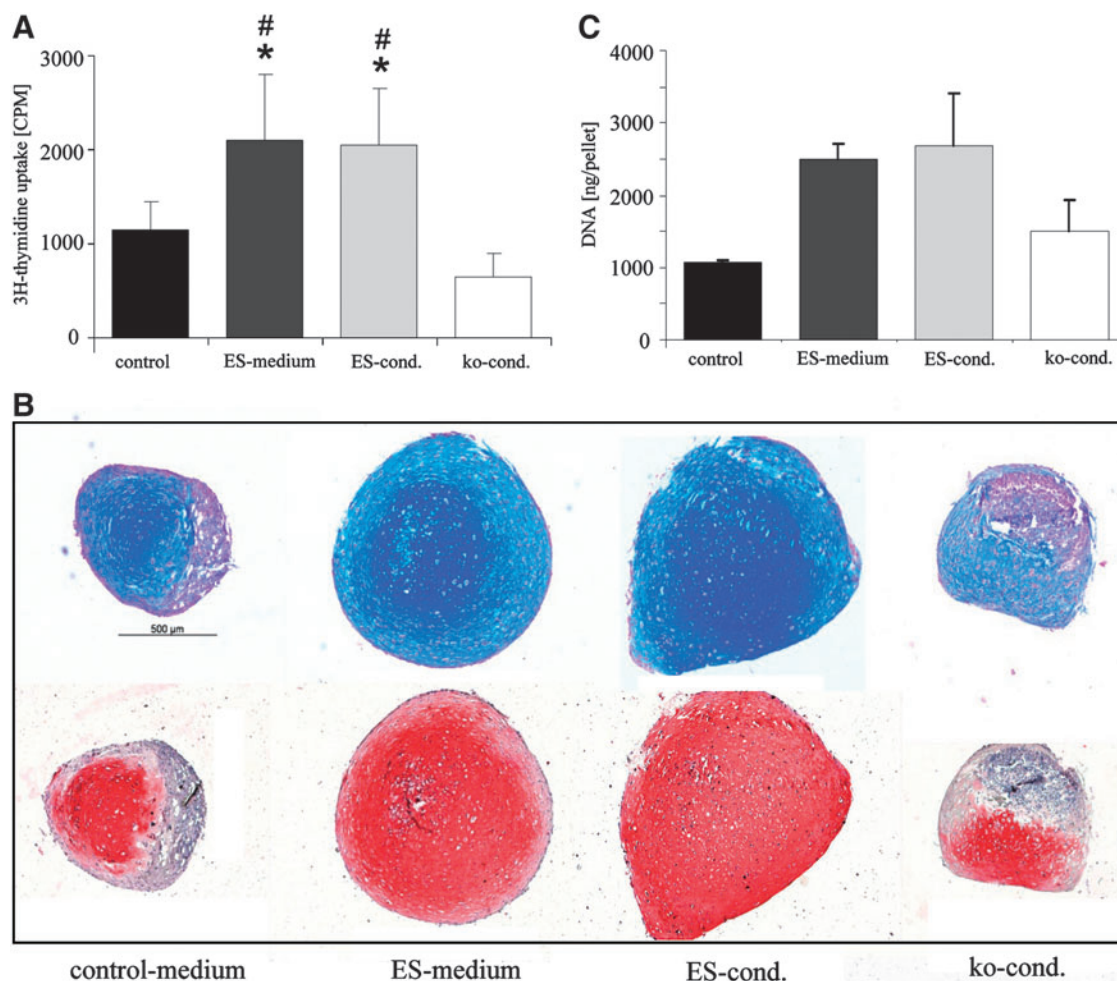 A
3H-thymidine uptake [CPM]
3000
2000
1000
0
# #
* *
control ES-medium ES-cond. ko-cond.
C
DNA [ng/pellet]
4000
3000
2000
1000
0
control ES-medium ES-cond. ko-cond.
B
500 µm
control-medium ES-medium ES-cond. ko-cond.